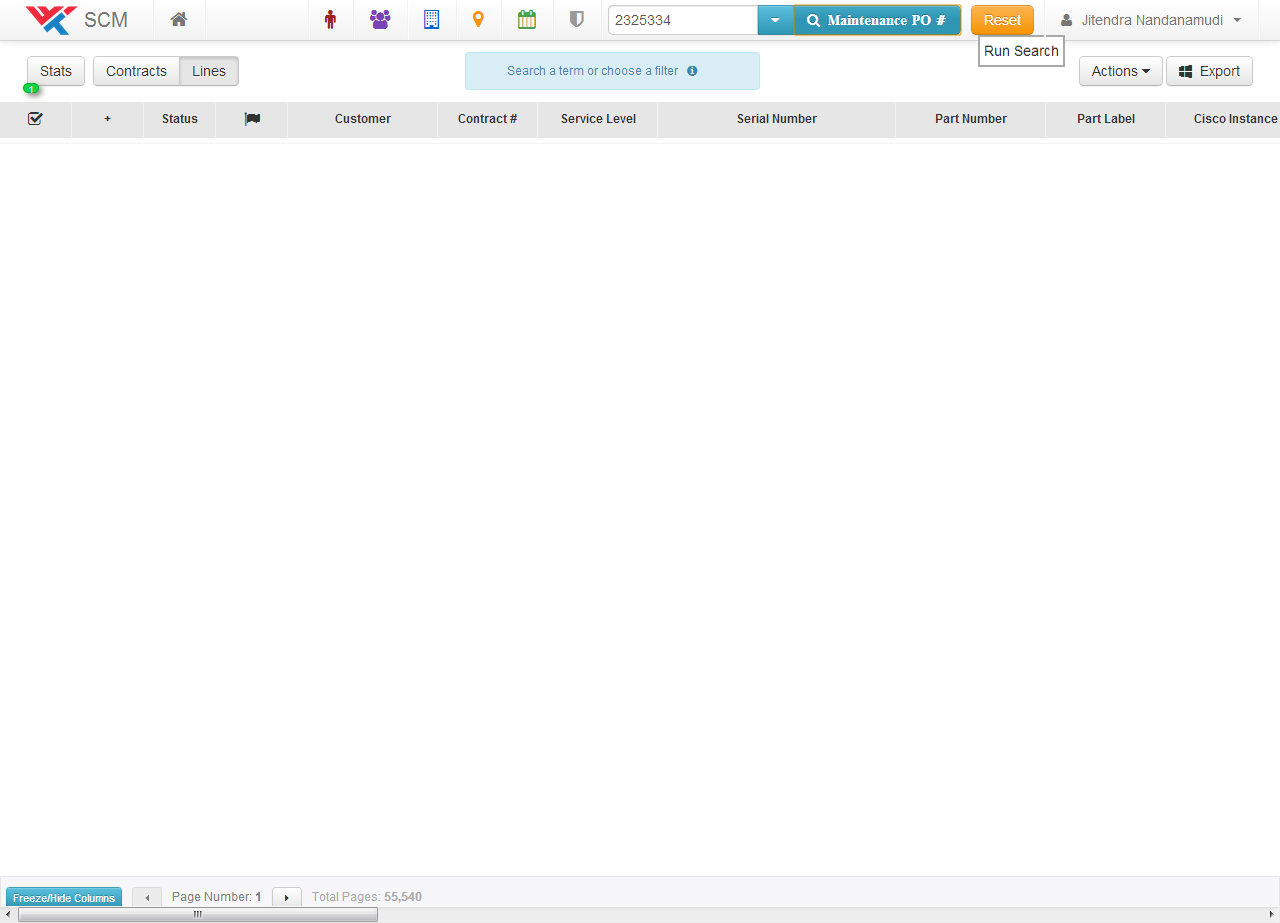 SCM
2325334
Maintenance PO #
Reset
Jitendra Nandanamudi
Run Search
Stats
1
Contracts
Lines
Search a term or choose a filter
Actions
Export
+
Status
Customer
Contract #
Service Level
Serial Number
Part Number
Part Label
Cisco Instance
Freeze/Hide Columns
Page Number: 1
Total Pages: 55,540